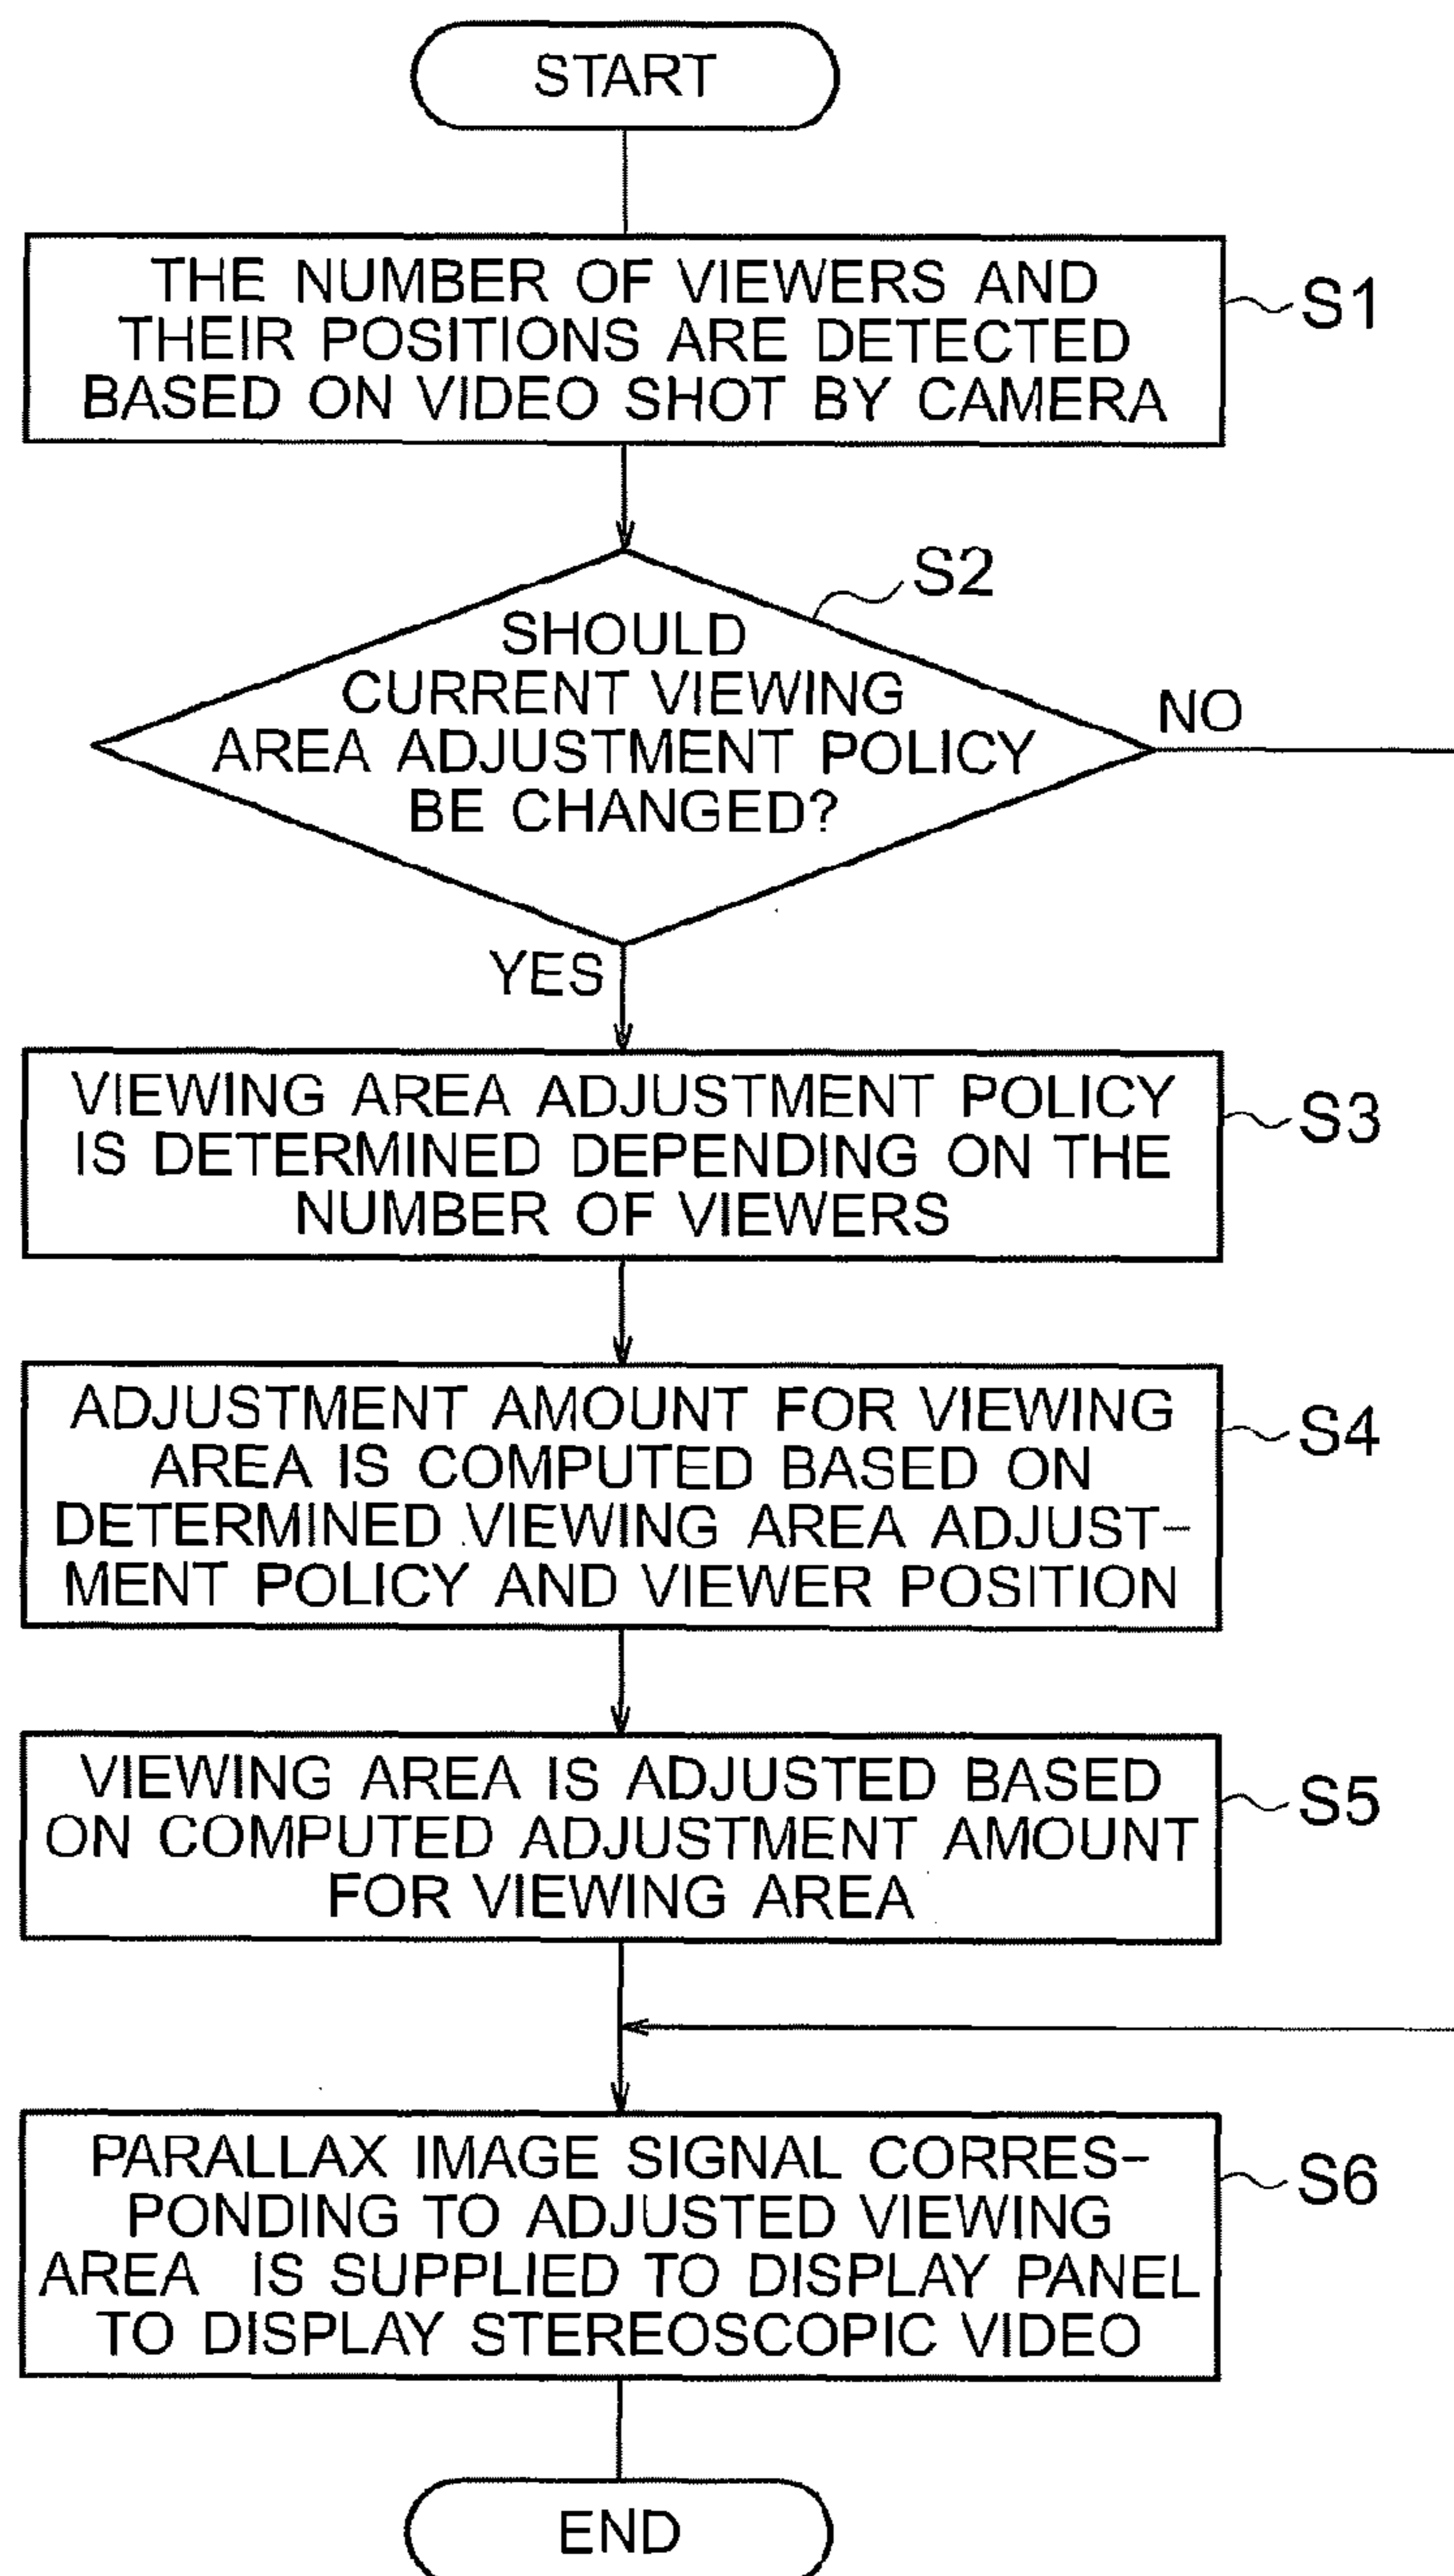 START
THE NUMBER OF VIEWERS AND
THEIR POSITIONS ARE DETECTED
BASED ON VIDEO SHOT BY CAMERA
S1
S2
SHOULD
CURRENT VIEWING
AREA ADJUSTMENT POLICY
BE CHANGED?
NO
YES
VIEWING AREA ADJUSTMENT POLICY
IS DETERMINED DEPENDING ON THE
NUMBER OF VIEWERS
S3
ADJUSTMENT AMOUNT FOR VIEWING
AREA IS COMPUTED BASED ON
DETERMINED VIEWING AREA ADJUST-
MENT POLICY AND VIEWER POSITION
S4
VIEWING AREA IS ADJUSTED BASED
ON COMPUTED ADJUSTMENT AMOUNT
FOR VIEWING AREA
S5
PARALLAX IMAGE SIGNAL CORRES-
PONDING TO ADJUSTED VIEWING
AREA IS SUPPLIED TO DISPLAY PANEL
TO DISPLAY STEREOSCOPIC VIDEO
S6
END